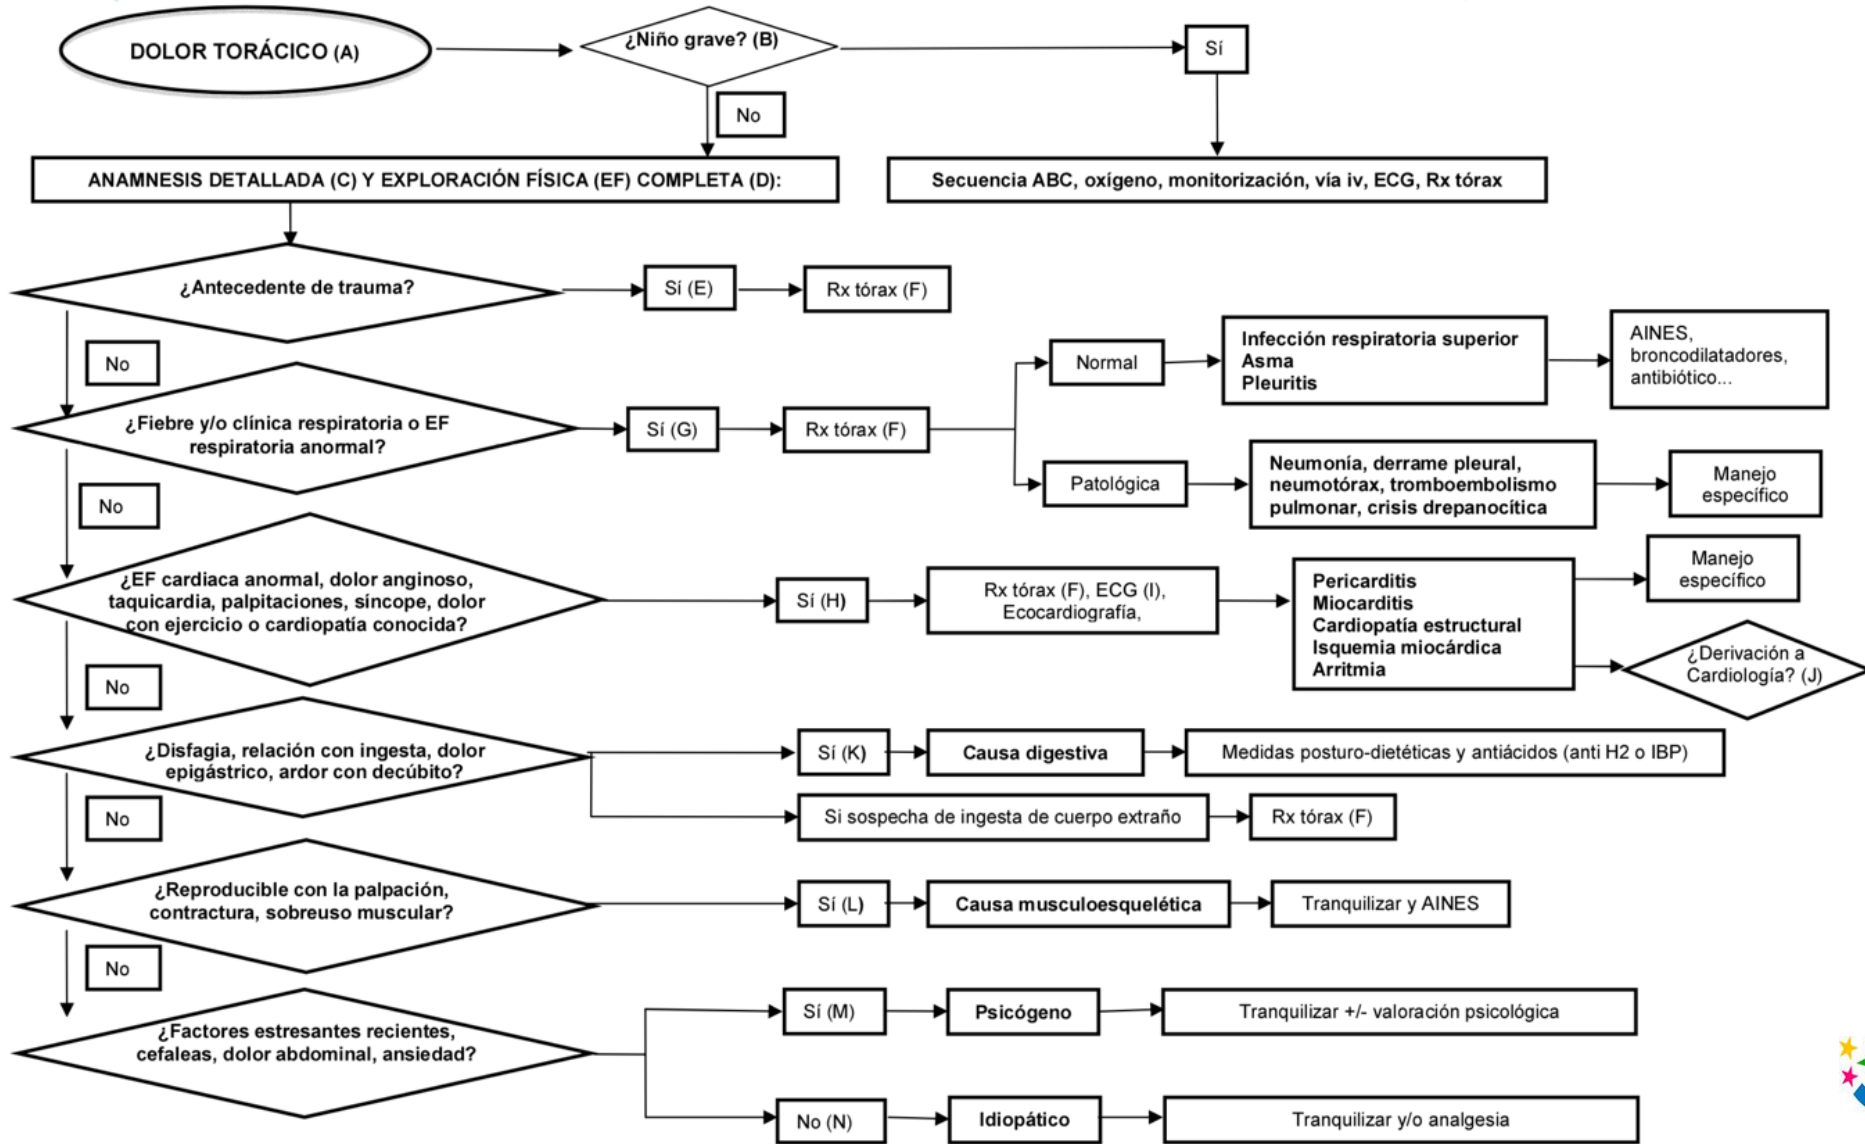 DOLOR TORÁCICO (A)
¿Niño grave? (B)
Sí
No
ANAMNESIS DETALLADA (C) Y EXPLORACIÓN FÍSICA (EF) COMPLETA (D):
Secuencia ABC, oxígeno, monitorización, vía iv, ECG, Rx tórax
¿Antecedente de trauma?
Sí (E)
Rx tórax (F)
No
¿Fiebre y/o clínica respiratoria o EF
respiratoria anormal?
Sí (G)
Rx tórax (F)
Normal
Infección respiratoria superior
Asma
Pleuritis
AINES,
broncodilatadores,
antibiótico...
Patológica
Neumonía, derrame pleural,
neumotórax, tromboembolismo
pulmonar, crisis drepanocítica
Manejo
específico
No
¿EF cardiaca anormal, dolor anginoso,
taquicardia, palpitaciones, síncope, dolor
con ejercicio o cardiopatía conocida?
Sí (H)
Rx tórax (F), ECG (I),
Ecocardiografía,
Pericarditis
Miocarditis
Cardiopatía estructural
Isquemia miocárdica
Arritmia
Manejo
específico
¿Derivación a
Cardiología? (J)
No
¿Disfagia, relación con ingesta, dolor
epigástrico, ardor con decúbito?
Sí (K)
Causa digestiva
Medidas posturo-dietéticas y antiácidos (anti H2 o IBP)
Si sospecha de ingesta de cuerpo extraño
Rx tórax (F)
No
¿Reproducible con la palpación,
contractura, sobreuso muscular?
Sí (L)
Causa musculoesquelética
Tranquilizar y AINES
No
¿Factores estresantes recientes,
cefaleas, dolor abdominal, ansiedad?
Sí (M)
Psicógeno
Tranquilizar +/- valoración psicológica
No (N)
Idiopático
Tranquilizar y/o analgesia